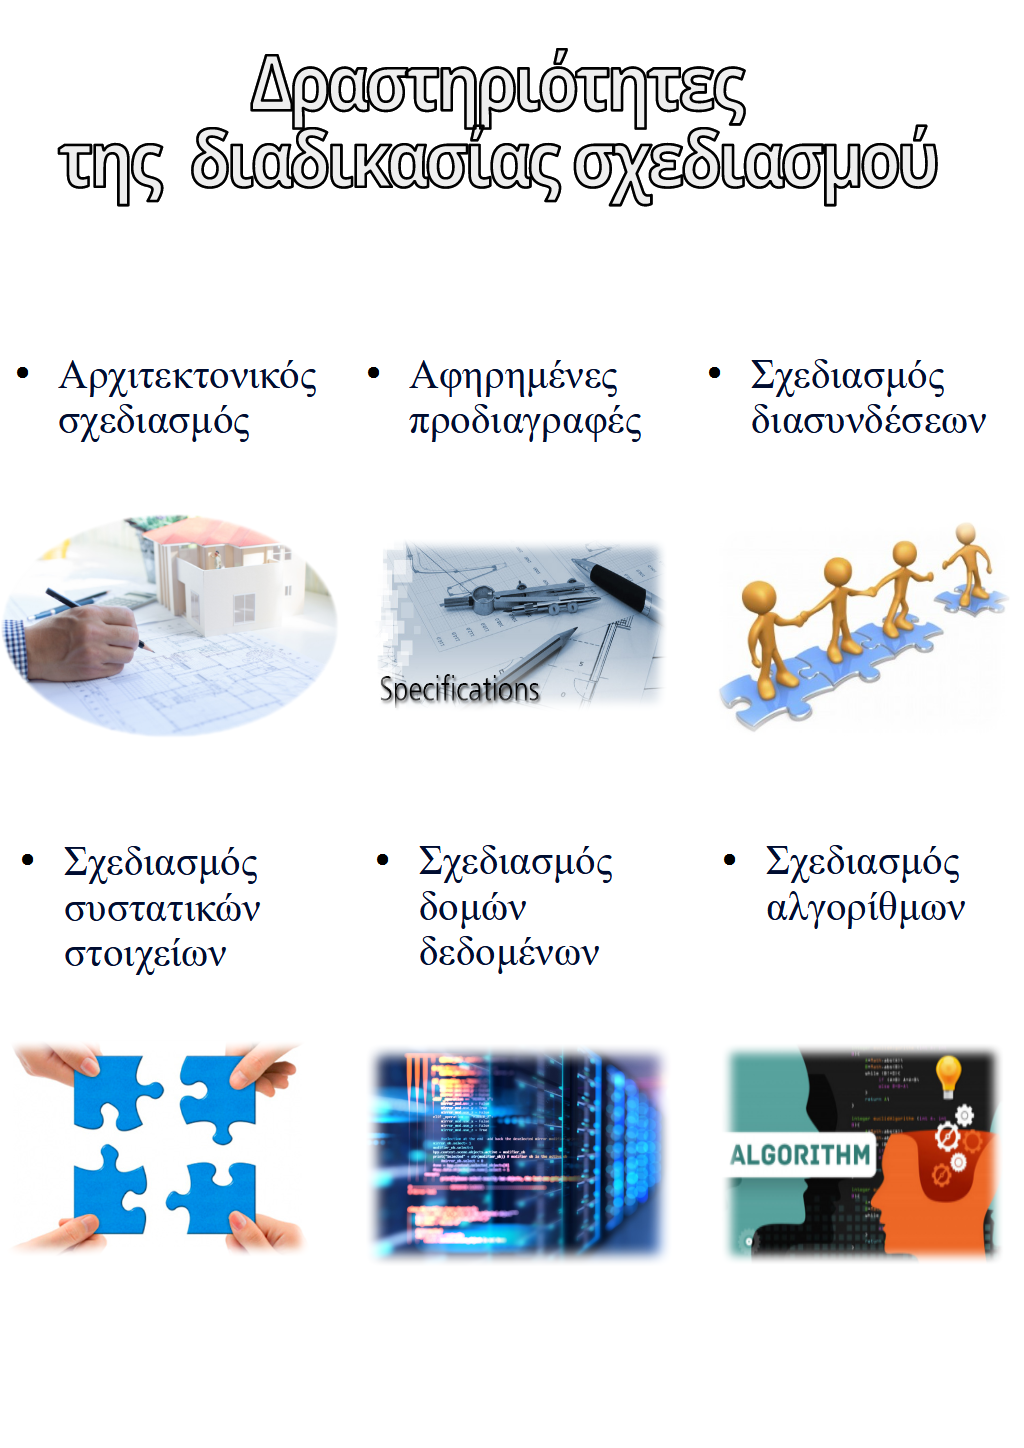 Δραστηριότητες
της διαδικασίας σχεδιασμού
• Αρχιτεκτονικός
σχεδιασμός
• Αφηρημένες
προδιαγραφές
• Σχεδιασμός
διασυνδέσεων
Specifications
• Σχεδιασμός
συστατικών
στοιχείων
• Σχεδιασμός
δομών
δεδομένων
• Σχεδιασμός
αλγορίθμων
ALGORITHM